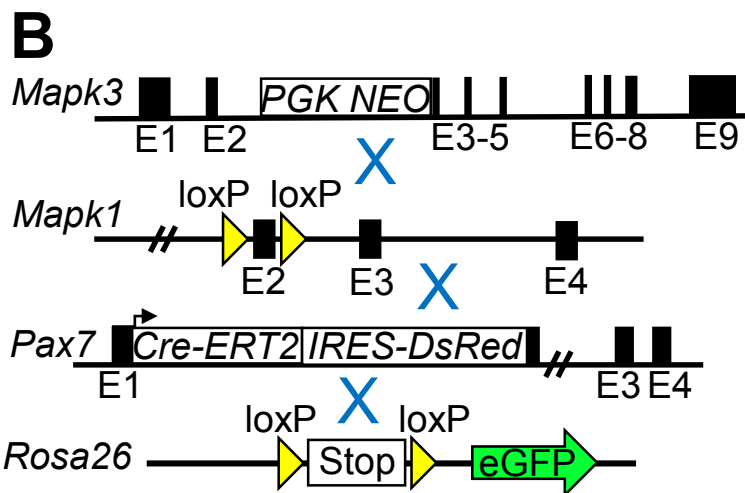 B
Mapk3 PGK NEO
E1 E2 E3-5 E6-8 E9
X
loxP loxP
Mapk1
E2 E3 E4
X
Pax7 Cre-ERT2 IRES-DsRed
E1 E3 E4
X
loxP loxP
Rosa26 Stop eGFP